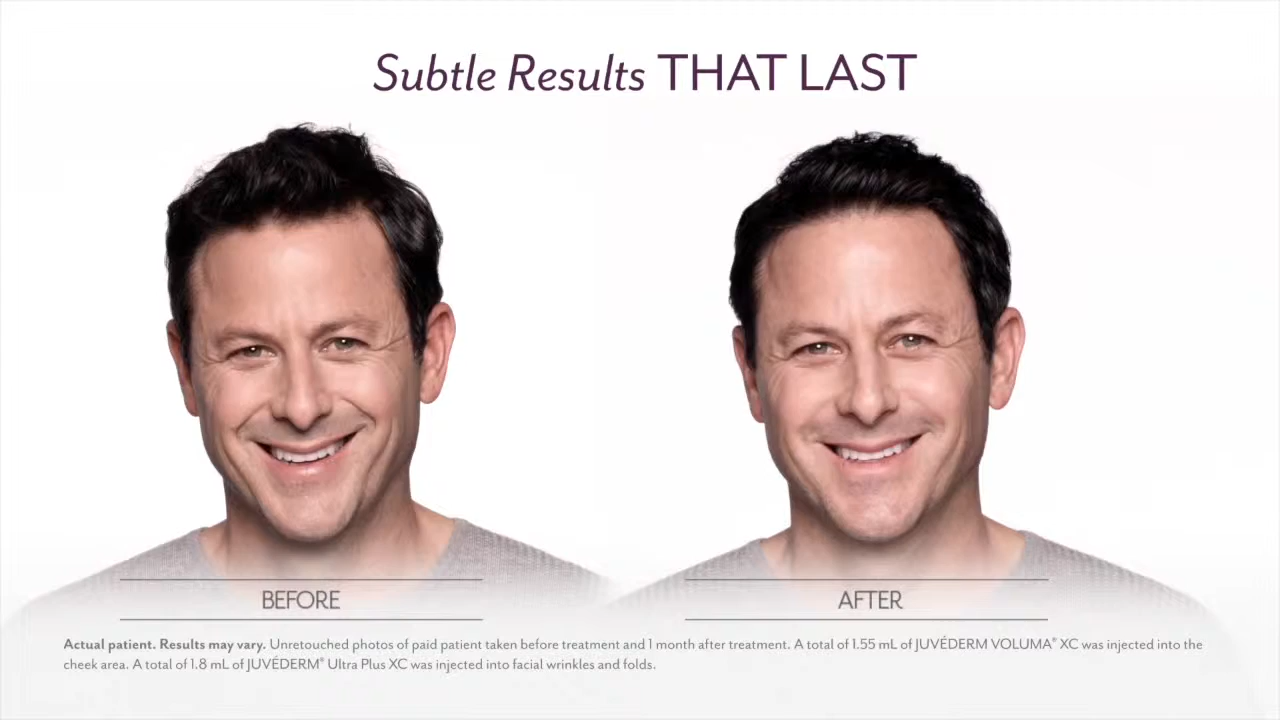 Subtle Results THAT LAST
BEFORE
AFTER
Actual patient. Results may vary. Unretouched photos of paid patient taken before treatment and 1 month after treatment. A total of 1.55 mL of JUVÉDERM VOLUMA® XC was injected into the
cheek area. A total of 1.8 mL of JUVÉDERM® Ultra Plus XC was injected into facial wrinkles and folds.